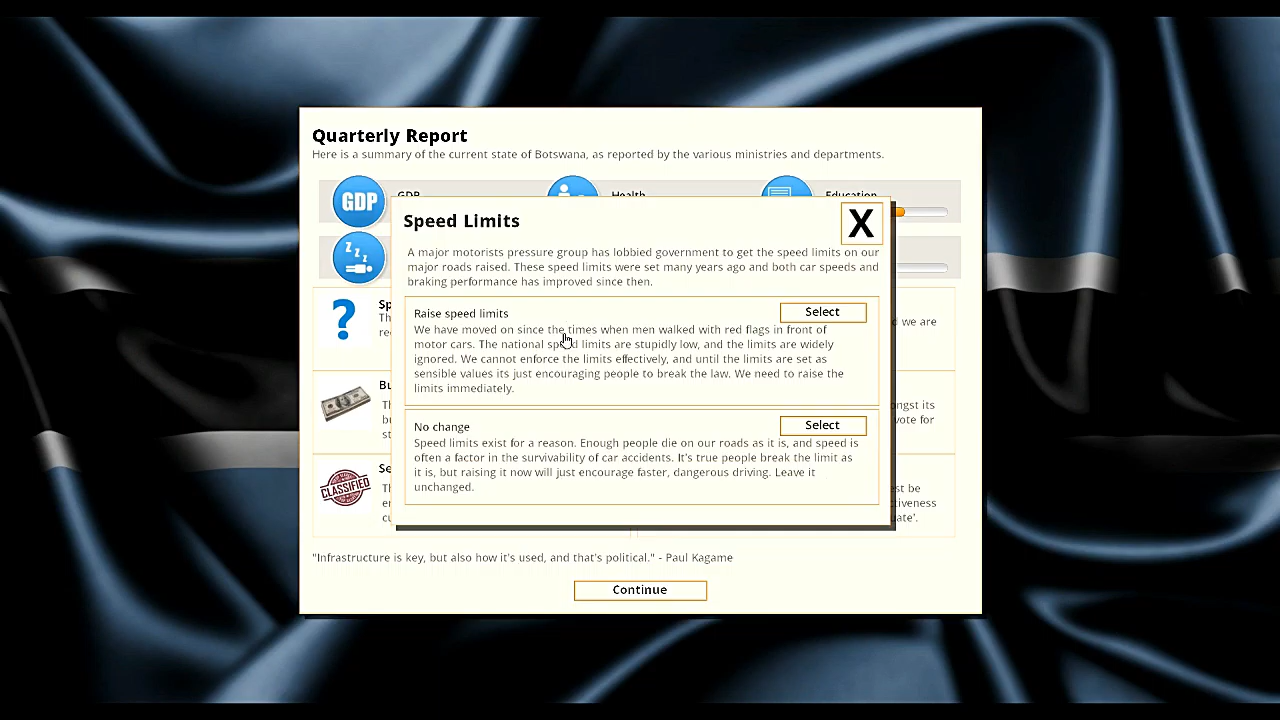 Quarterly Report
Here is a summary of the current state of Botswana, as reported by the various ministries and departments.
GDP
GDP
Health
Education
Speed Limits
X
A major motorists pressure group has lobbied government to get the speed limits on our
major roads raised. These speed limits were set many years ago and both car speeds and
braking performance has improved since then.
Raise speed limits
Select
We have moved on since the times when men walked with red flags in front of
motor cars. The national speed limits are stupidly low, and the limits are widely
ignored. We cannot enforce the limits effectively, and until the limits are set as
sensible values its just encouraging people to break the law. We need to raise the
limits immediately.
No change
Select
Speed limits exist for a reason. Enough people die on our roads as it is, and speed is
often a factor in the survivability of car accidents. It's true people break the limit as
it is, but raising it now will just encourage faster, dangerous driving. Leave it
unchanged.
we are
its
vote for
CLASSIFIED
be
"Infrastructure is key, but also how it's used, and that's political." - Paul Kagame
Continue